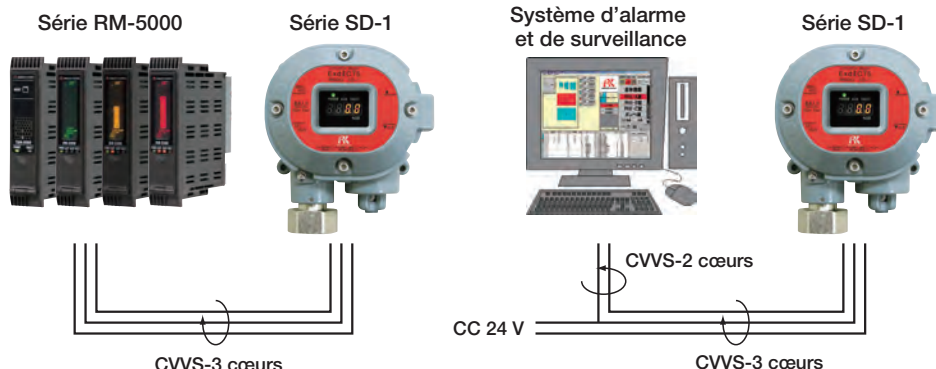 Série RM-5000
Série SD-1
Système d'alarme
et de surveillance
Série SD-1
CVVS-2 cœurs
CC 24 V
CVVS-3 cœurs
CVVS-3 cœurs